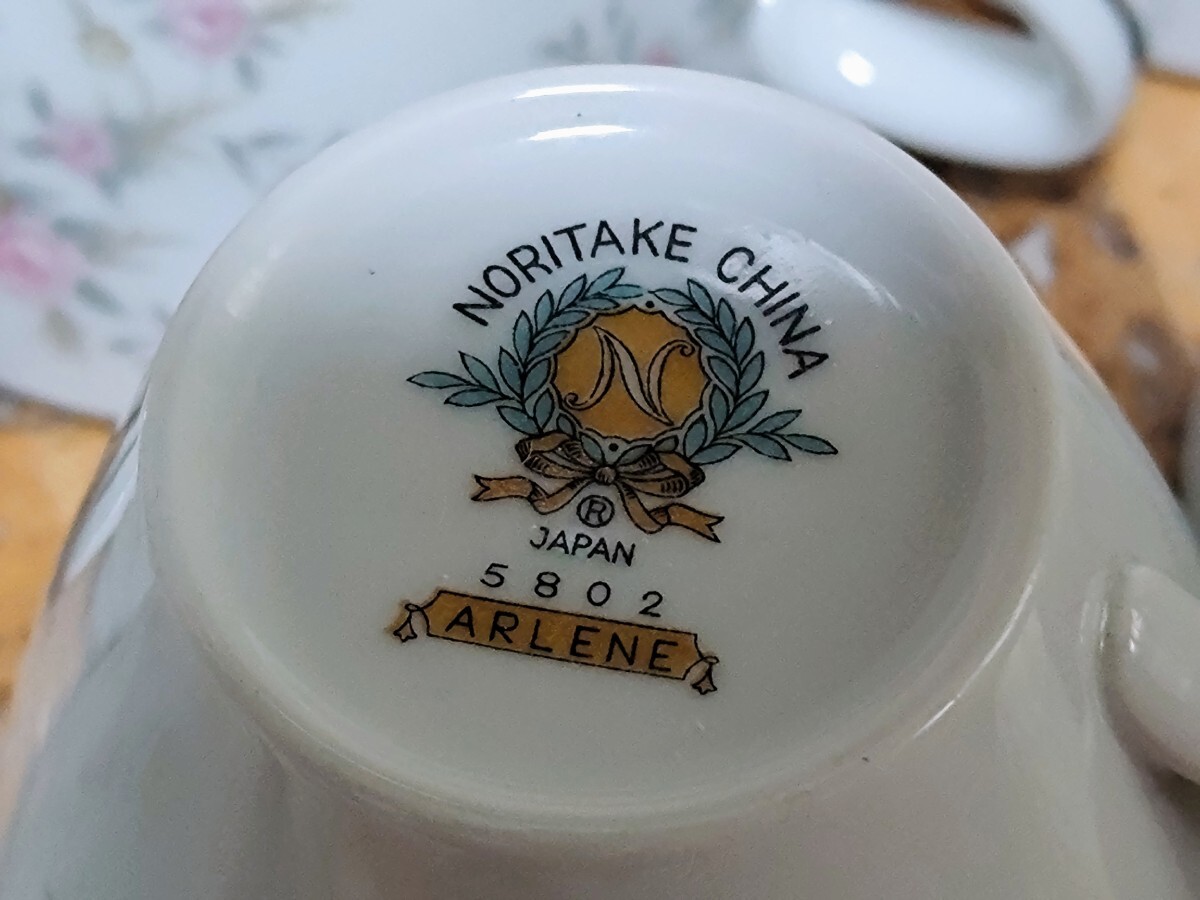 NORITAKE CHINA
N
®
JAPAN
5802
ARLENE